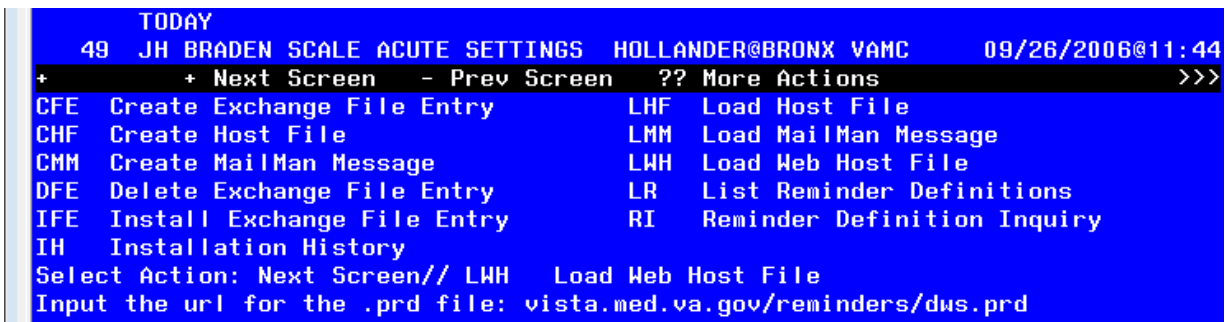 TODAY
49 JH BRADEN SCALE ACUTE SETTINGS HOLLANDER@BRONX VAMC 09/26/2006@11:44
+ + Next Screen - Prev Screen ?? More Actions >>>
CFE Create Exchange File Entry LHF Load Host File
CHF Create Host File LMM Load MailMan Message
CMM Create MailMan Message LWH Load Web Host File
DFE Delete Exchange File Entry LR List Reminder Definitions
IFE Install Exchange File Entry RI Reminder Definition Inquiry
IH Installation History
Select Action: Next Screen// LWH Load Web Host File
Input the url for the .prd file: vista.med.va.gov/reminders/dws.prd